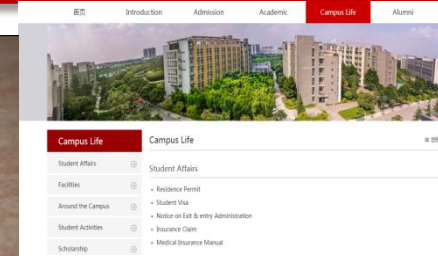 首页 Introduction Admission Academic Campus Life Alumni
Campus Life
Student Affairs
Facilities
Around the Campus
Student Activities
Scholarship
Campus Life
Student Affairs
• Residence Permit
• Student Visa
• Notice on Exit & entry Administration
• Insurance Claim
• Medical Insurance Manual